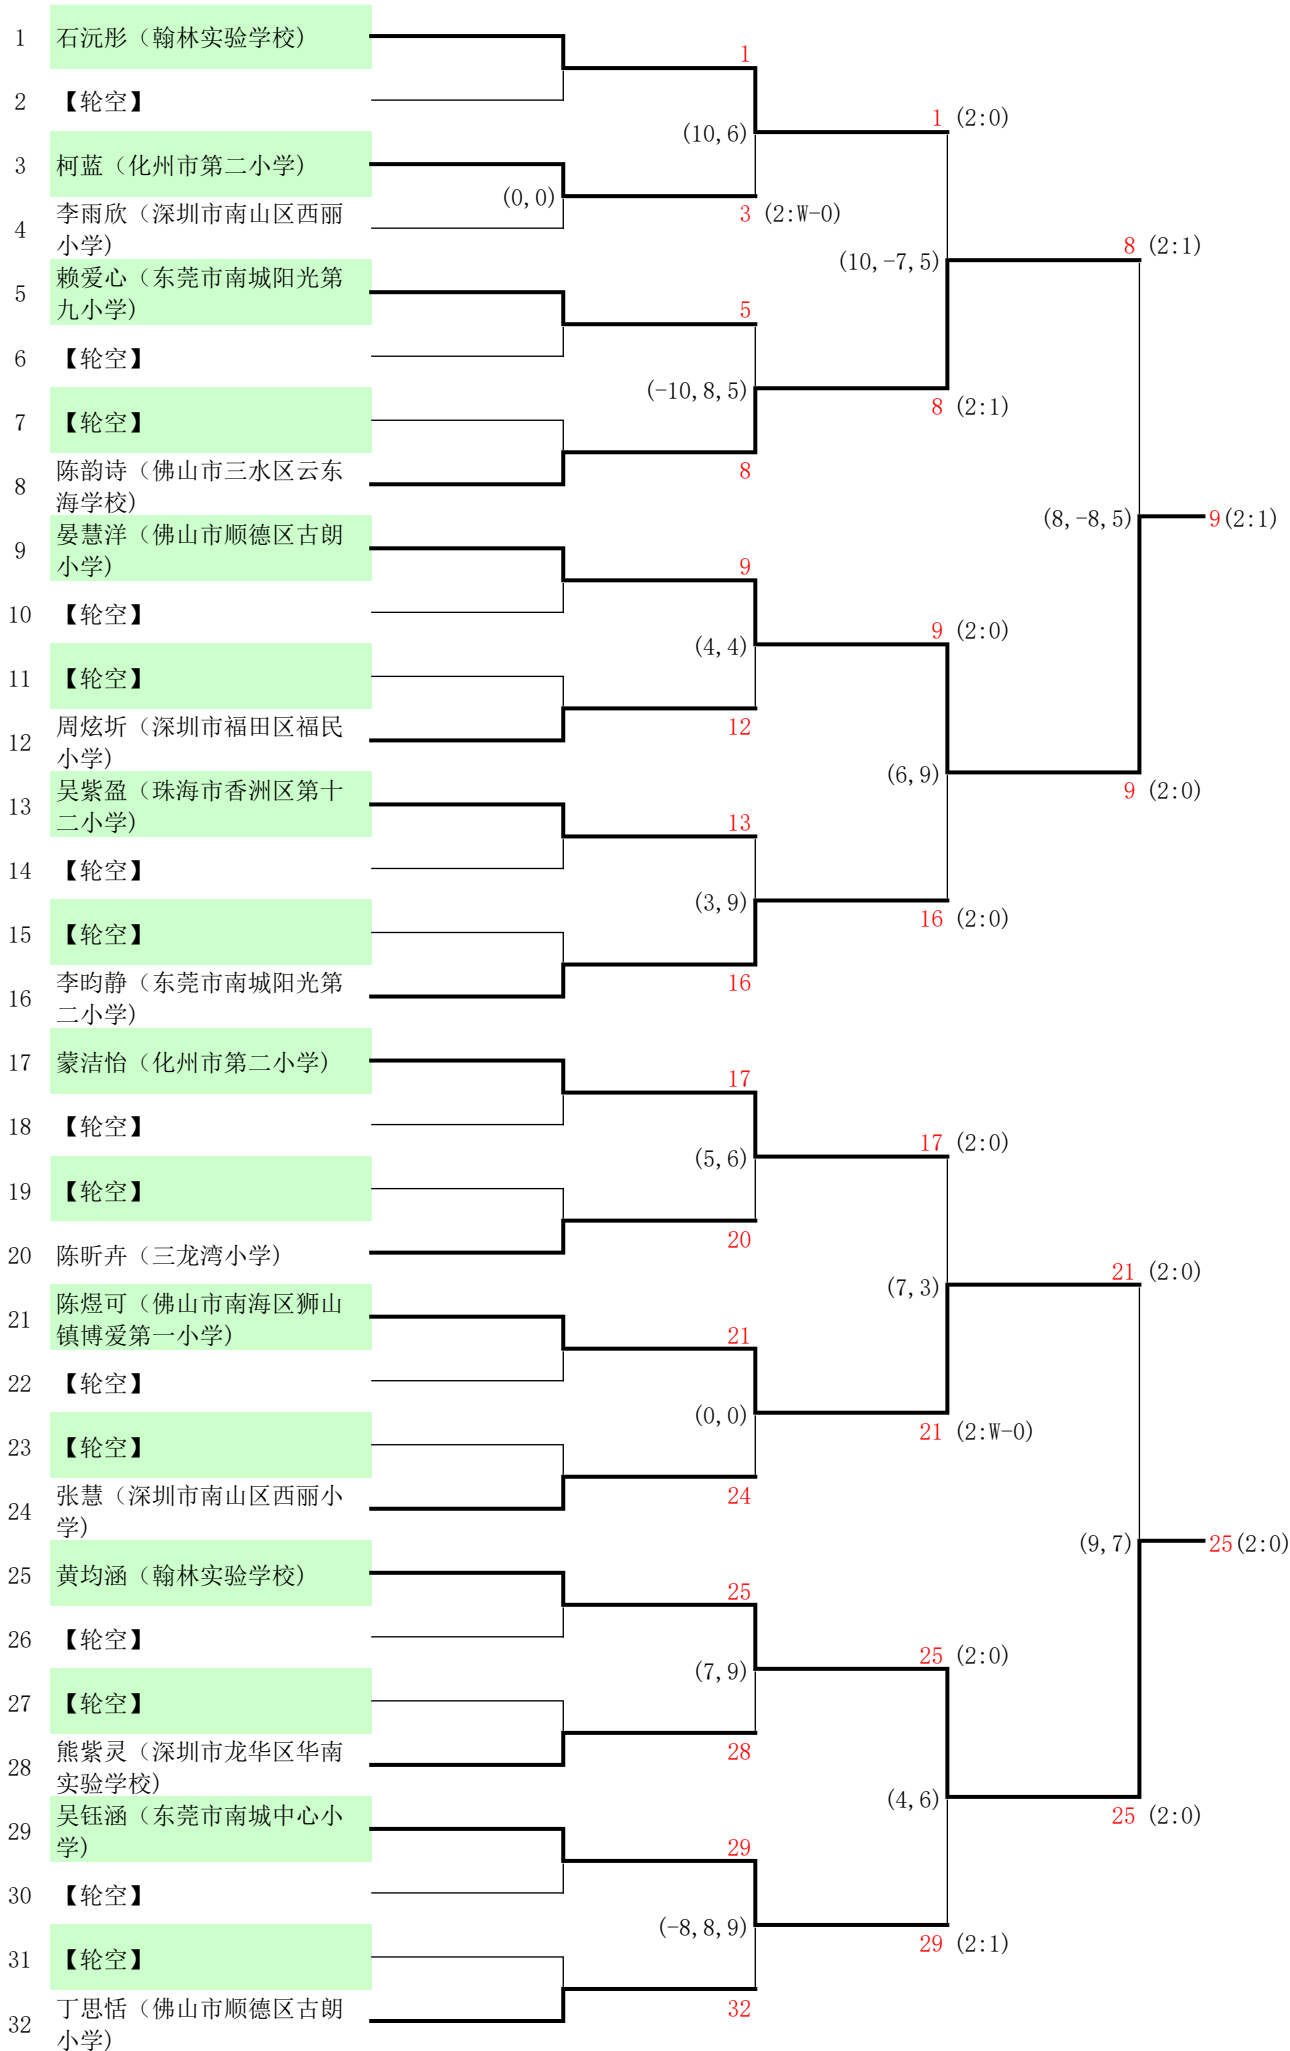 1 石沅彤（翰林实验学校）
1
2 【轮空】
(10,6)
1 (2:0)
3 柯蓝（化州市第二小学）
(0,0)
3 (2:W-0)
4 李雨欣（深圳市南山区西丽
小学）
(10,-7,5)
8 (2:1)
5 赖爱心（东莞市南城阳光第
九小学）
5
6 【轮空】
(-10,8,5)
8 (2:1)
7 【轮空】
8
8 陈韵诗（佛山市三水区云东
海学校）
(8,-8,5)
9(2:1)
9 晏慧洋（佛山市顺德区古朗
小学）
9
10 【轮空】
(4,4)
9 (2:0)
11 【轮空】
12
12 周炫圻（深圳市福田区福民
小学）
(6,9)
9 (2:0)
13 吴紫盈（珠海市香洲区第十
二小学）
13
14 【轮空】
(3,9)
16 (2:0)
15 【轮空】
16
16 李昀静（东莞市南城阳光第
二小学）
17 蒙洁怡（化州市第二小学）
17
18 【轮空】
(5,6)
17 (2:0)
19 【轮空】
20
20 陈昕卉（三龙湾小学）
(7,3)
21 (2:0)
21 陈煜可（佛山市南海区狮山
镇博爱第一小学）
21
22 【轮空】
(0,0)
21 (2:W-0)
23 【轮空】
24
24 张慧（深圳市南山区西丽小
学）
(9,7)
25(2:0)
25 黄均涵（翰林实验学校）
25
26 【轮空】
(7,9)
25 (2:0)
27 【轮空】
28
28 熊紫灵（深圳市龙华区华南
实验学校）
(4,6)
25 (2:0)
29 吴钰涵（东莞市南城中心小
学）
29
30 【轮空】
(-8,8,9)
29 (2:1)
31 【轮空】
32
32 丁思恬（佛山市顺德区古朗
小学）